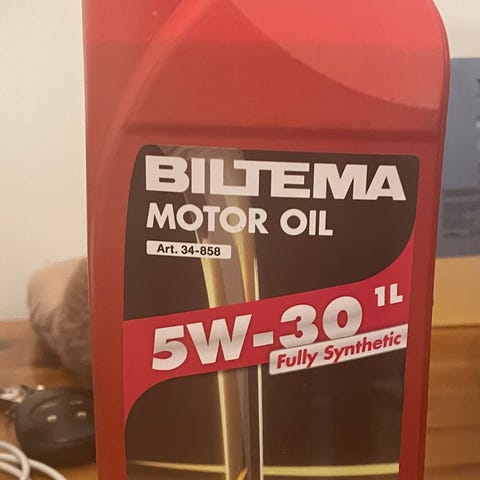 BILTEMA
MOTOR OIL
Art. 34-858
5W-30 1L
Fully Synthetic